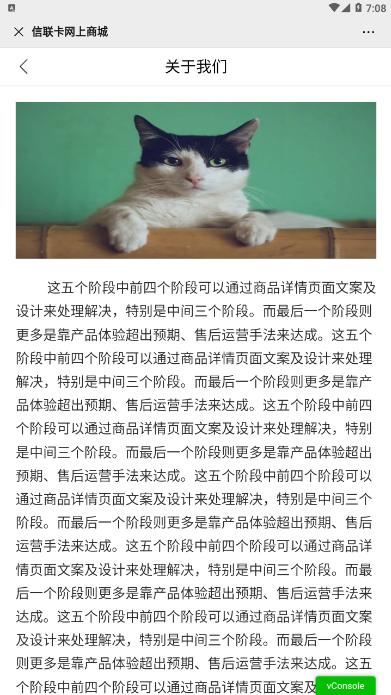 7:08
信联卡网上商城
关于我们
这五个阶段中前四个阶段可以通过商品详情页面文案及
设计来处理解决，特别是中间三个阶段。而最后一个阶段则
更多是靠产品体验超出预期、售后运营手法来达成。这五个
阶段中前四个阶段可以通过商品详情页面文案及设计来处理
解决，特别是中间三个阶段。而最后一个阶段则更多是靠产
品体验超出预期、售后运营手法来达成。这五个阶段中前四
个阶段可以通过商品详情页面文案及设计来处理解决，特别
是中间三个阶段。而最后一个阶段则更多是靠产品体验超出
预期、售后运营手法来达成。这五个阶段中前四个阶段可以
通过商品详情页面文案及设计来处理解决，特别是中间三个
阶段。而最后一个阶段则更多是靠产品体验超出预期、售后
运营手法来达成。这五个阶段中前四个阶段可以通过商品详
情页面文案及设计来处理解决，特别是中间三个阶段。而最
后一个阶段则更多是靠产品体验超出预期、售后运营手法来
达成。这五个阶段中前四个阶段可以通过商品详情页面文案
及设计来处理解决，特别是中间三个阶段。而最后一个阶段
则更多是靠产品体验超出预期、售后运营手法来达成。这五
个阶段中前四个阶段可以通过商品详情页面文案及
vConsole